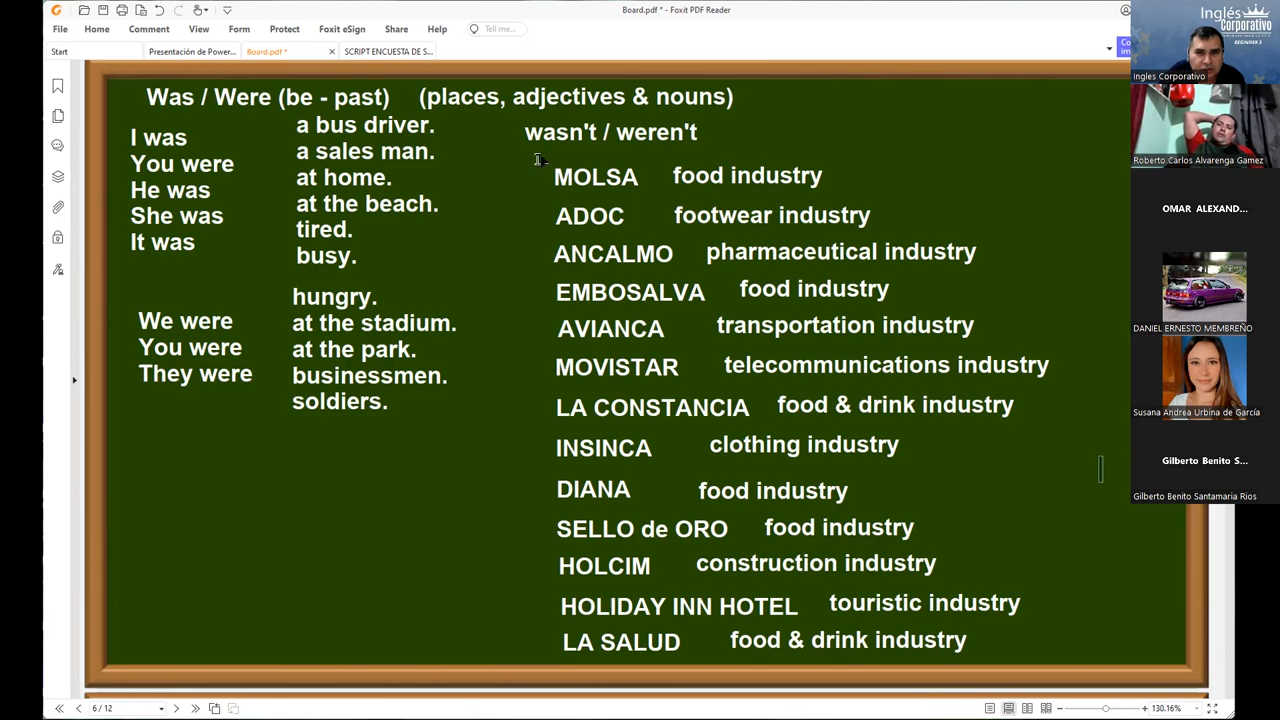 Board.pdf * - Foxit PDF Reader
File Home Comment View Form Protect Foxit eSign Share Help Tell me...
Start Presentación de Power... Board.pdf * SCRIPT ENCUESTA DE S...
Was / Were (be - past) (places, adjectives & nouns)
I was
You were
He was
She was
It was
We were
You were
They were
a bus driver.
a sales man.
at home.
at the beach.
tired.
busy.
hungry.
at the stadium.
at the park.
businessmen.
soldiers.
wasn't / weren't
MOLSA food industry
ADOC footwear industry
ANCALMO pharmaceutical industry
EMBOSALVA food industry
AVIANCA transportation industry
MOVISTAR telecommunications industry
LA CONSTANCIA food & drink industry
INSINCA clothing industry
DIANA food industry
SELLO de ORO food industry
HOLCIM construction industry
HOLIDAY INN HOTEL touristic industry
LA SALUD food & drink industry
Inglés
Corporativo
BEGINNER 2
Ingles Corporativo
Roberto Carlos Alvarenga Gamez
OMAR ALEXAND...
DANIEL ERNESTO MEMBREÑO
Susana Andrea Urbina de García
Gilberto Benito S...
Gilberto Benito Santamaria Rios
6 / 12
130.16%